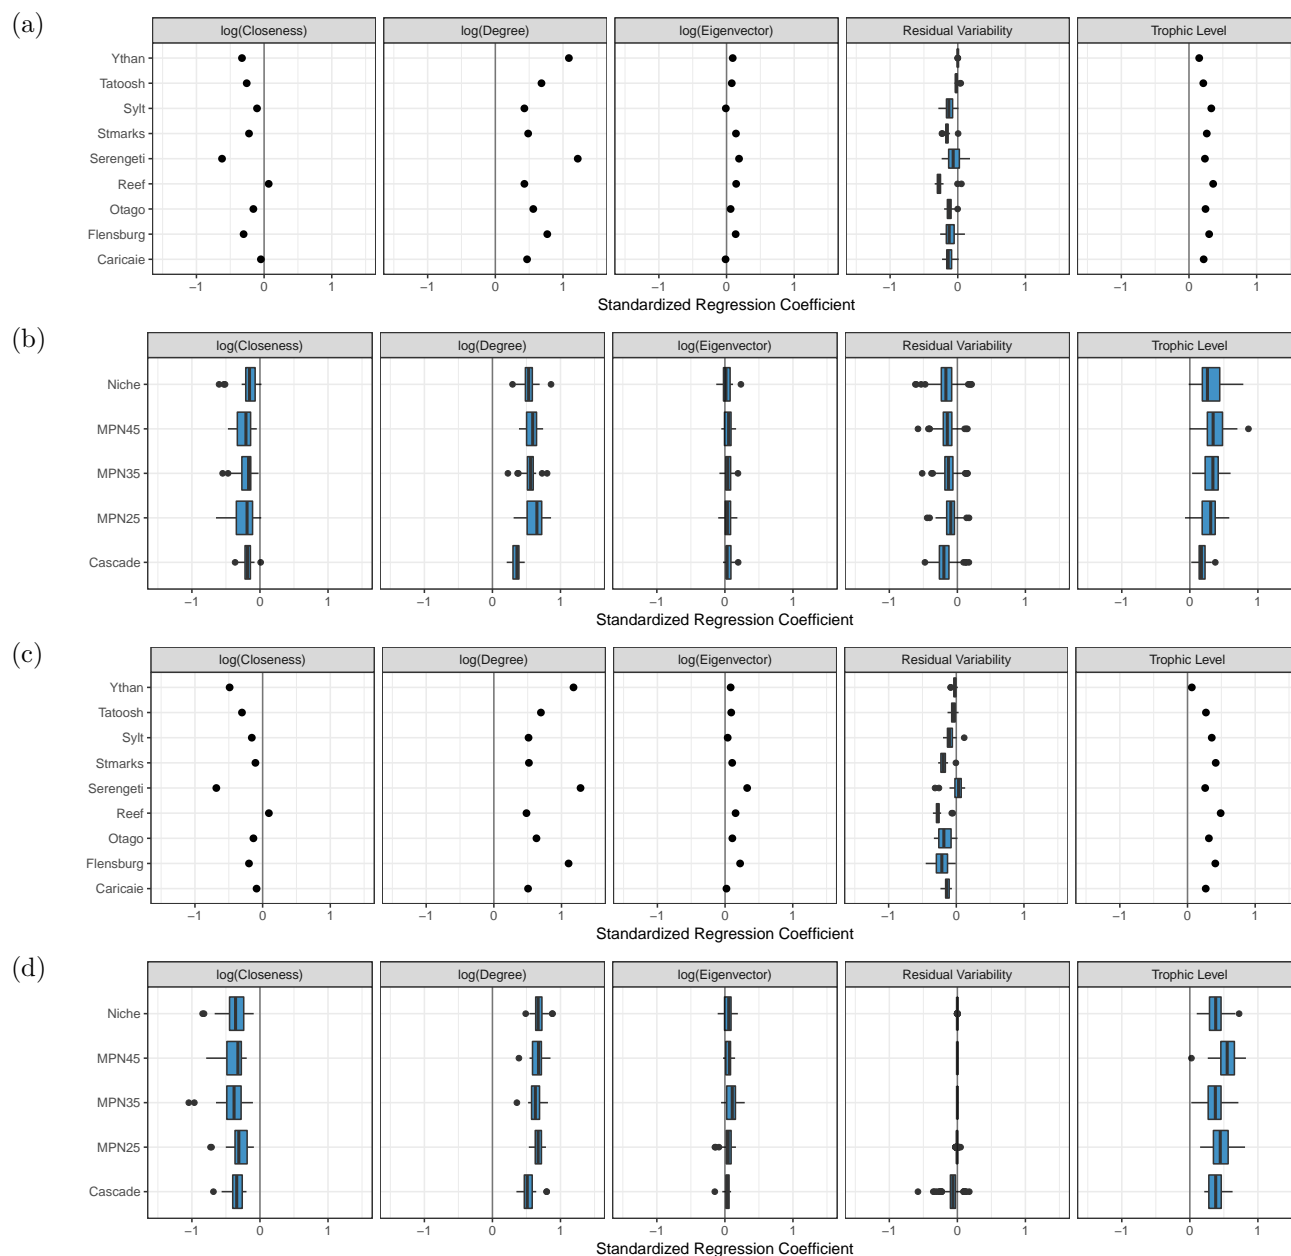 (a)
log(Closeness) log(Degree) log(Eigenvector) Residual Variability Trophic Level
Ythan
Tatoosh
Sylt
Stmarks
Serengeti
Reef
Otago
Flensburg
Caricaie
−1 0 1 −1 0 1 −1 0 1 −1 0 1 −1 0 1
Standardized Regression Coefficient
(b)
log(Closeness) log(Degree) log(Eigenvector) Residual Variability Trophic Level
Niche
MPN45
MPN35
MPN25
Cascade
−1 0 1 −1 0 1 −1 0 1 −1 0 1 −1 0 1
Standardized Regression Coefficient
(c)
log(Closeness) log(Degree) log(Eigenvector) Residual Variability Trophic Level
Ythan
Tatoosh
Sylt
Stmarks
Serengeti
Reef
Otago
Flensburg
Caricaie
−1 0 1 −1 0 1 −1 0 1 −1 0 1 −1 0 1
Standardized Regression Coefficient
(d)
log(Closeness) log(Degree) log(Eigenvector) Residual Variability Trophic Level
Niche
MPN45
MPN35
MPN25
Cascade
−1 0 1 −1 0 1 −1 0 1 −1 0 1 −1 0 1
Standardized Regression Coefficient